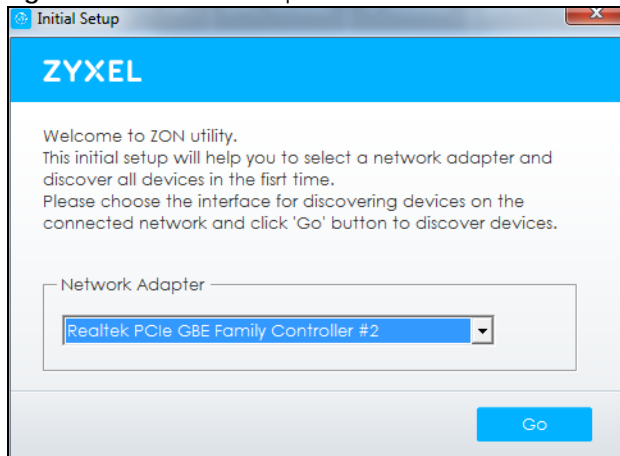 Initial Setup
ZYXEL
Welcome to ZON utility.
This initial setup will help you to select a network adapter and
discover all devices in the fisrt time.
Please choose the interface for discovering devices on the
connected network and click 'Go' button to discover devices.
Network Adapter
Realtek PCIe GBE Family Controller #2
Go